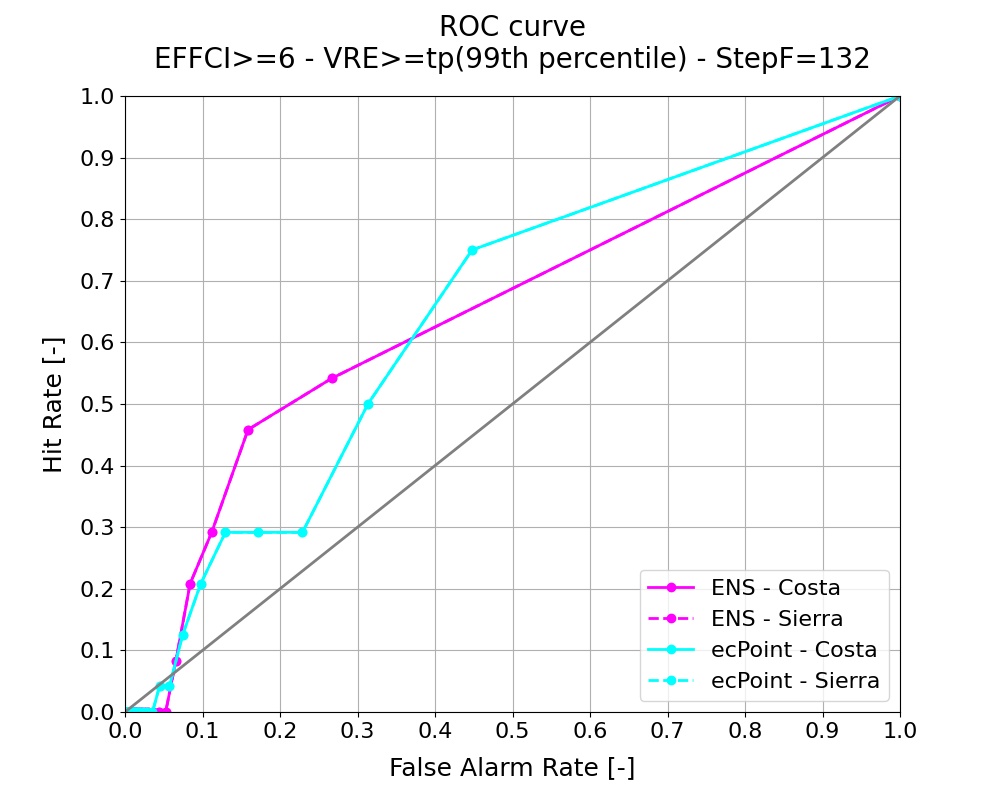 ROC curve
EFFCI>=6 - VRE>=tp(99th percentile) - StepF=132
1.0
0.9
0.8
0.7
0.6
0.5
0.4
0.3
0.2
0.1
0.0
Hit Rate [-]
ENS - Costa
ENS - Sierra
ecPoint - Costa
ecPoint - Sierra
0.0 0.1 0.2 0.3 0.4 0.5 0.6 0.7 0.8 0.9 1.0
False Alarm Rate [-]